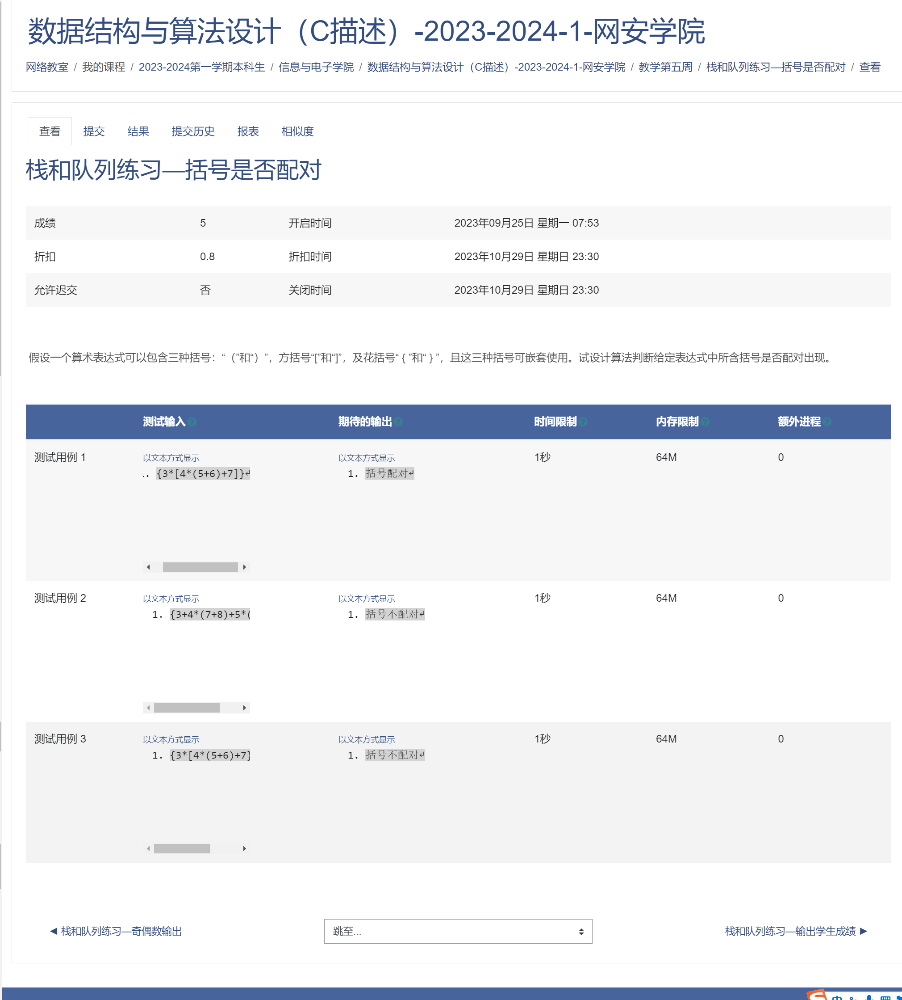 数据结构与算法设计（C描述）-2023-2024-1-网安学院
网络教室 / 我的课程 / 2023-2024第一学期本科生 / 信息与电子学院 / 数据结构与算法设计（C描述）-2023-2024-1-网安学院 / 教学第五周 / 栈和队列练习—括号是否配对 / 查看
查看 提交 结果 提交历史 报表 相似度
栈和队列练习—括号是否配对
成绩 5 开启时间 2023年09月25日 星期一 07:53
折扣 0.8 折扣时间 2023年10月29日 星期日 23:30
允许迟交 否 关闭时间 2023年10月29日 星期日 23:30
假设一个算术表达式可以包含三种括号：“（”和“）”，方括号“[”和“]”，及花括号“ { ”和“ } ”，且这三种括号可嵌套使用。试设计算法判断给定表达式中所含括号是否配对出现。
测试输入 期待的输出 时间限制 内存限制 额外进程
测试用例 1 以文本方式显示 以文本方式显示 1秒 64M 0
. {3*[4*(5+6)+7]}↵ 1. 括号配对↵
测试用例 2 以文本方式显示 以文本方式显示 1秒 64M 0
1. {3+4*(7+8)+5*( 1. 括号不配对↵
测试用例 3 以文本方式显示 以文本方式显示 1秒 64M 0
1. {3*[4*(5+6)+7} 1. 括号不配对↵
◀ 栈和队列练习—奇偶数输出 跳至... 栈和队列练习—输出学生成绩 ▶